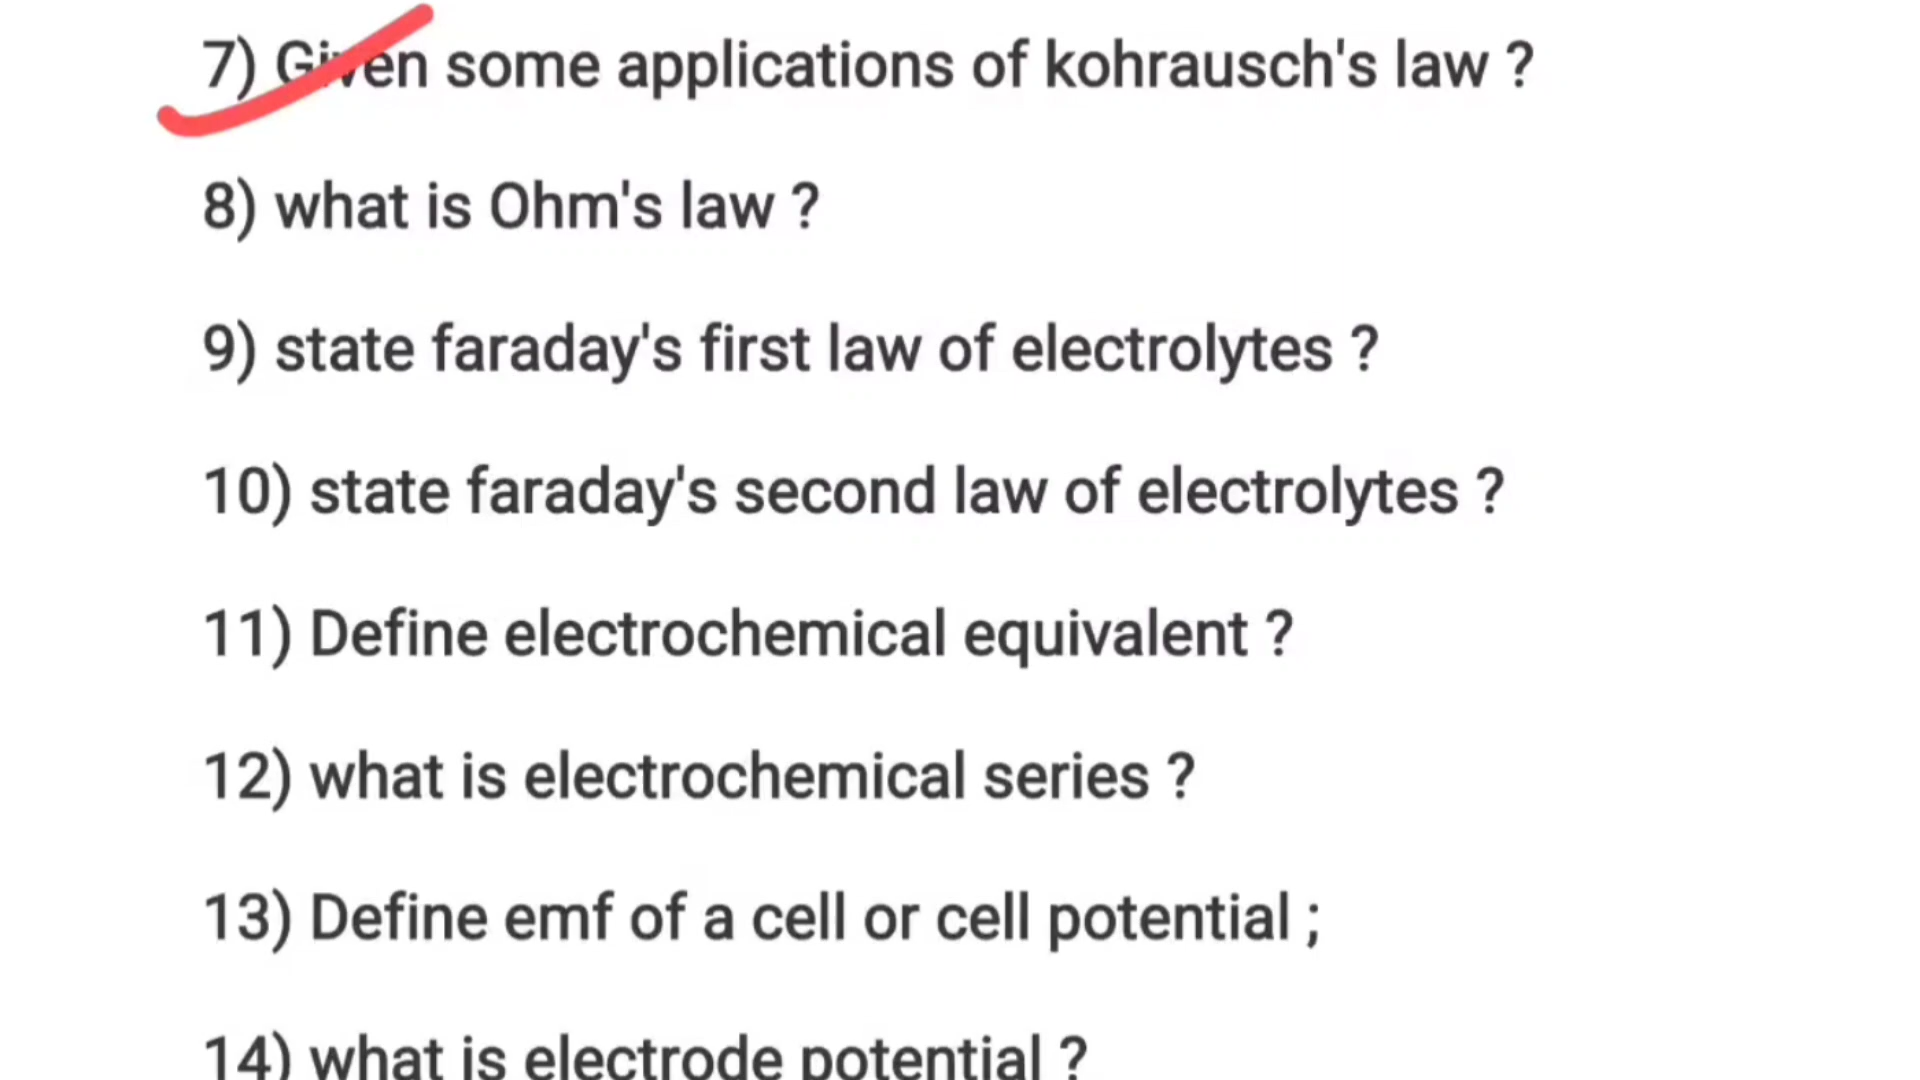 7) Given some applications of kohrausch's law ?
8) what is Ohm's law ?
9) state faraday's first law of electrolytes ?
10) state faraday's second law of electrolytes ?
11) Define electrochemical equivalent ?
12) what is electrochemical series ?
13) Define emf of a cell or cell potential ;
14) what is electrode potential ?